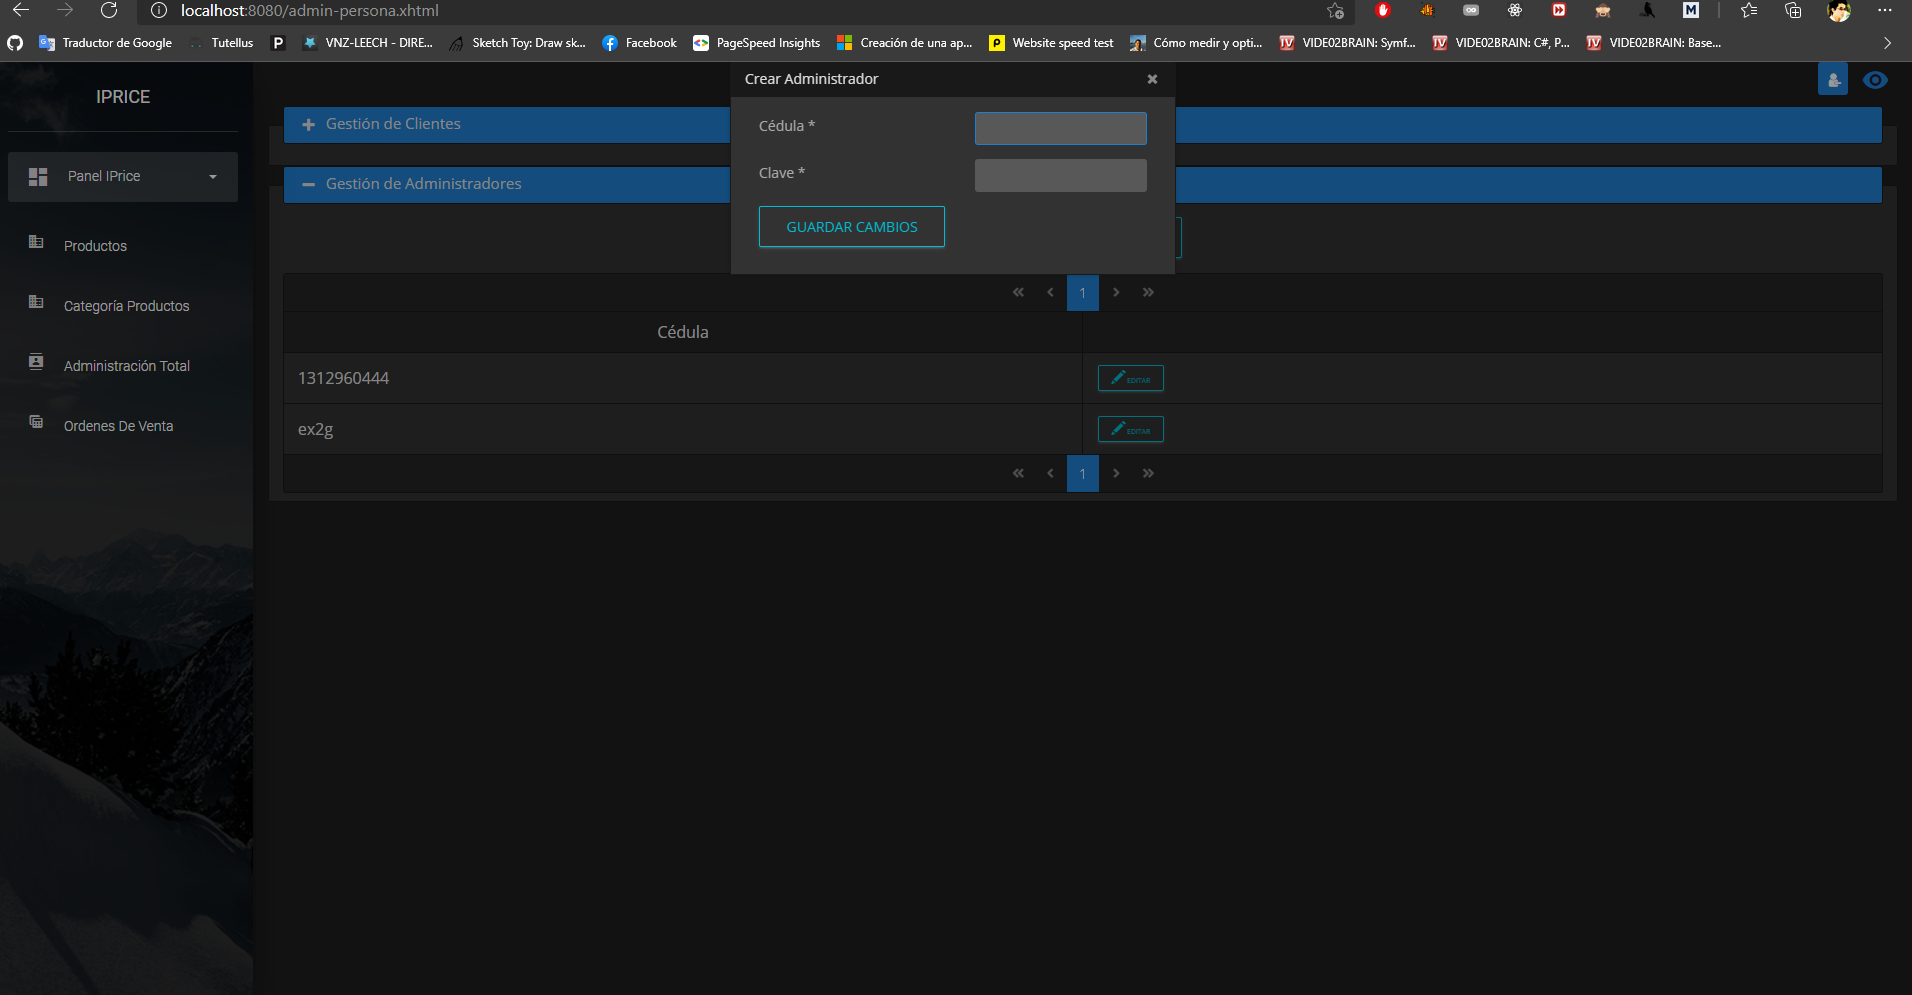 localhost:8080/admin-persona.xhtml
Traductor de Google
Tutellus
VNZ-LEECH - DIRE...
Sketch Toy: Draw sk...
Facebook
PageSpeed Insights
Creación de una ap...
Website speed test
Cómo medir y opti...
VIDEO2BRAIN: Symf...
VIDEO2BRAIN: C#, P...
VIDEO2BRAIN: Base...
IPRICE
Panel IPrice
Productos
Categoría Productos
Administración Total
Ordenes De Venta
Gestión de Clientes
Gestión de Administradores
Crear Administrador
Cédula *
Clave *
GUARDAR CAMBIOS
1
Cédula
1312960444
EDITAR
ex2g
EDITAR
1